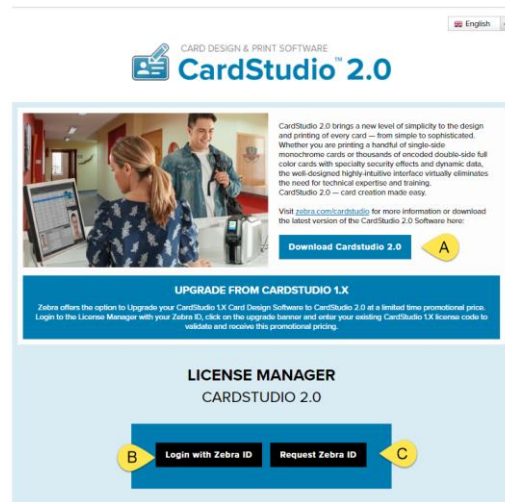 English
CARD DESIGN & PRINT SOFTWARE
CardStudio™ 2.0
CardStudio 2.0 brings a new level of simplicity to the design
and printing of every card — from simple to sophisticated.
Whether you are printing a handful of single-side
monochrome cards or thousands of encoded double-side full
color cards with specialty security effects and dynamic data,
the well-designed highly-intuitive interface virtually eliminates
the need for technical expertise and training.
CardStudio 2.0 — card creation made easy.
Visit zebra.com/cardstudio for more information or download
the latest version of the CardStudio 2.0 Software here:
Download Cardstudio 2.0
A
UPGRADE FROM CARDSTUDIO 1.X
Zebra offers the option to Upgrade your CardStudio 1.X Card Design Software to CardStudio 2.0 at a limited time promotional price.
Login to the License Manager with your Zebra ID, click on the upgrade banner and enter your existing CardStudio 1.X license code to
validate and receive this promotional pricing.
LICENSE MANAGER
CARDSTUDIO 2.0
B
Login with Zebra ID
Request Zebra ID
C